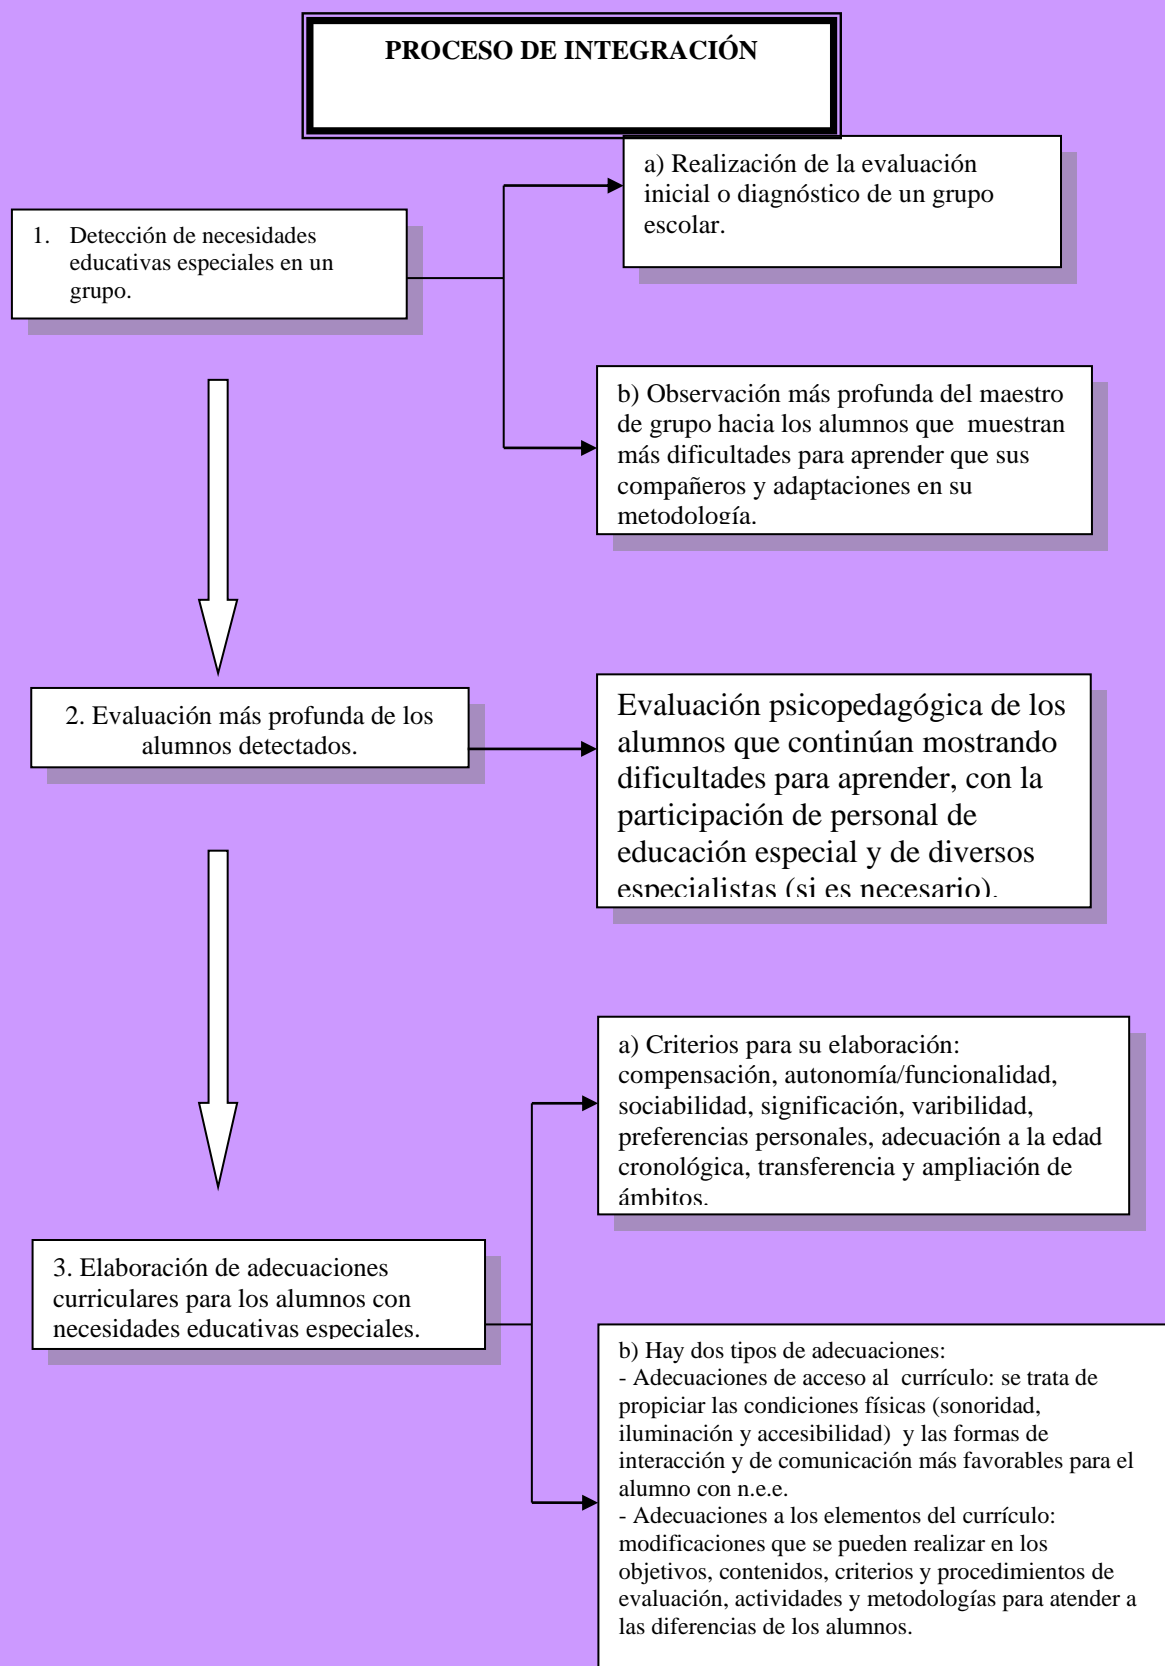 PROCESO DE INTEGRACIÓN
1. Detección de necesidades
educativas especiales en un
grupo.
a) Realización de la evaluación
inicial o diagnóstico de un grupo
escolar.
b) Observación más profunda del maestro
de grupo hacia los alumnos que muestran
más dificultades para aprender que sus
compañeros y adaptaciones en su
metodología.
2. Evaluación más profunda de los
alumnos detectados.
Evaluación psicopedagógica de los
alumnos que continúan mostrando
dificultades para aprender, con la
participación de personal de
educación especial y de diversos
especialistas (si es necesario).
3. Elaboración de adecuaciones
curriculares para los alumnos con
necesidades educativas especiales.
a) Criterios para su elaboración:
compensación, autonomía/funcionalidad,
sociabilidad, significación, varibilidad,
preferencias personales, adecuación a la edad
cronológica, transferencia y ampliación de
ámbitos.
b) Hay dos tipos de adecuaciones:
- Adecuaciones de acceso al currículo: se trata de
propiciar las condiciones físicas (sonoridad,
iluminación y accesibilidad) y las formas de
interacción y de comunicación más favorables para el
alumno con n.e.e.
- Adecuaciones a los elementos del currículo:
modificaciones que se pueden realizar en los
objetivos, contenidos, criterios y procedimientos de
evaluación, actividades y metodologías para atender a
las diferencias de los alumnos.